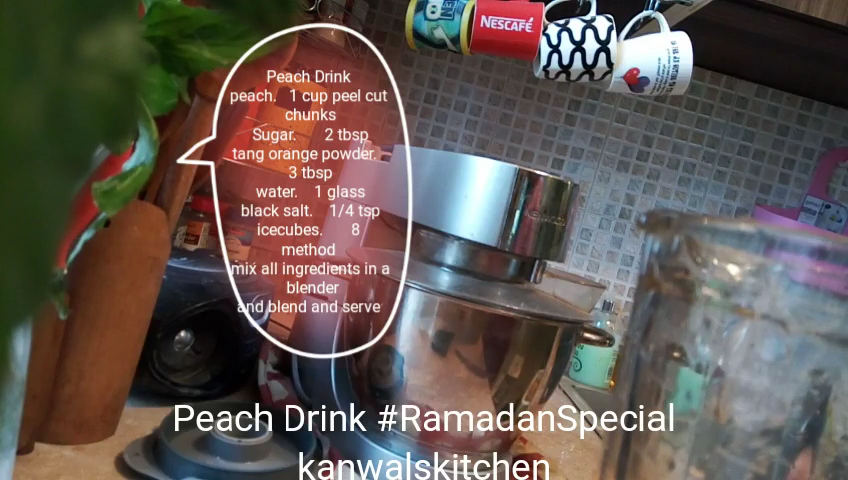 NESCAFÉ
Peach Drink
peach. 1 cup peel cut
chunks
Sugar. 2 tbsp
tang orange powder.
3 tbsp
water. 1 glass
black salt. 1/4 tsp
icecubes. 8
method
mix all ingredients in a
blender
and blend and serve
Peach Drink #RamadanSpecial
kanwalskitchen